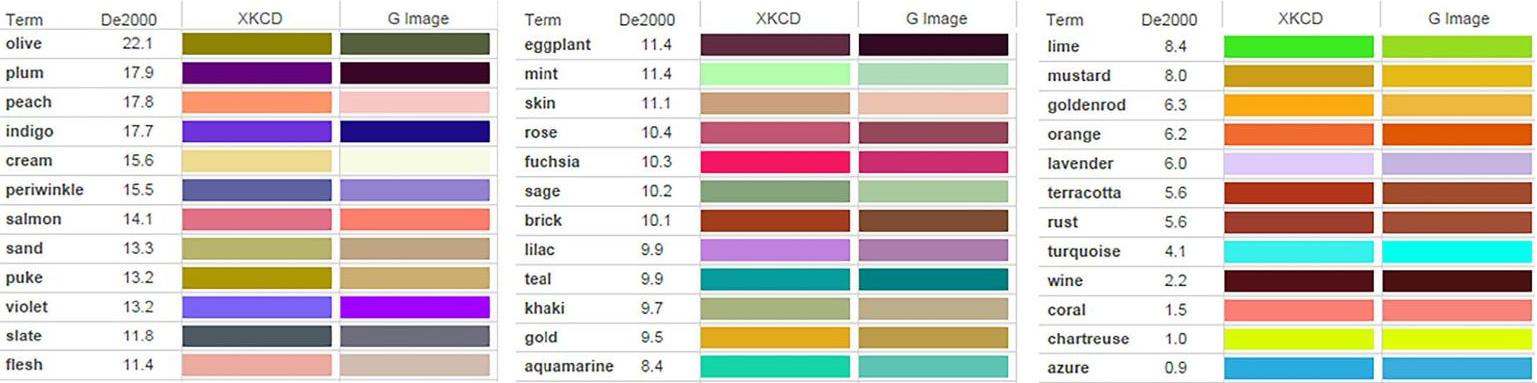 Term De2000 XKCD G Image
olive 22.1
plum 17.9
peach 17.8
indigo 17.7
cream 15.6
periwinkle 15.5
salmon 14.1
sand 13.3
puke 13.2
violet 13.2
slate 11.8
flesh 11.4
Term De2000 XKCD G Image
eggplant 11.4
mint 11.4
skin 11.1
rose 10.4
fuchsia 10.3
sage 10.2
brick 10.1
lilac 9.9
teal 9.9
khaki 9.7
gold 9.5
aquamarine 8.4
Term De2000 XKCD G Image
lime 8.4
mustard 8.0
goldenrod 6.3
orange 6.2
lavender 6.0
terracotta 5.6
rust 5.6
turquoise 4.1
wine 2.2
coral 1.5
chartreuse 1.0
azure 0.9